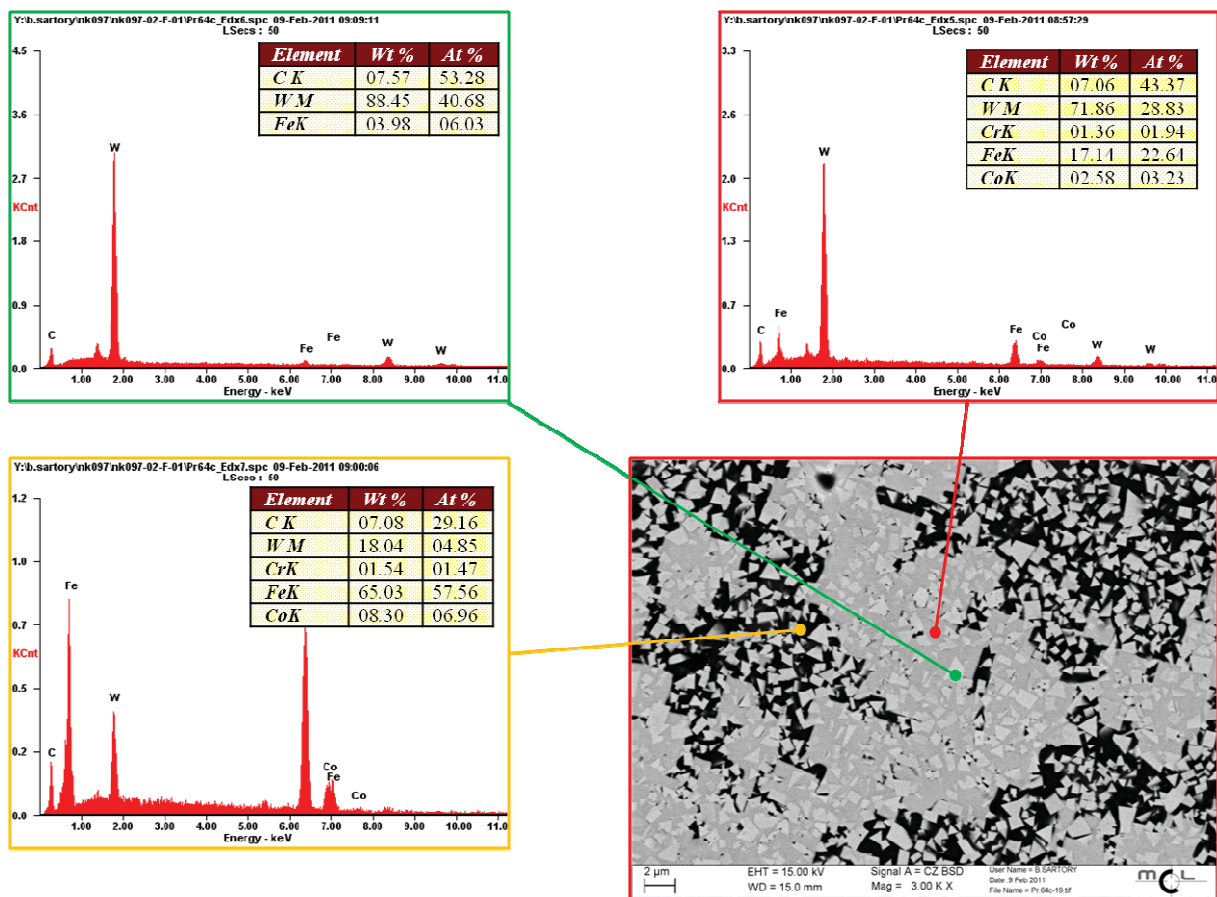 Y:\b.sartory\nk097\nk097-02-F-01\Pr64c_Edx6.spc 09-Feb-2011 09:09:11
LSecs : 50
Element Wt % At %
C K 07.57 53.28
W M 88.45 40.68
FeK 03.98 06.03
4.5
3.6
2.7
KCnt
1.8
0.9
0.0
C
W
Fe
Fe
W
W
1.00 2.00 3.00 4.00 5.00 6.00 7.00 8.00 9.00 10.00 11.0
Energy - keV
Y:\b.sartory\nk097\nk097-02-F-01\Pr64c_Edx5.spc 09-Feb-2011 08:57:29
LSecs : 50
Element Wt % At %
C K 07.06 43.37
W M 71.86 28.83
CrK 01.36 01.94
FeK 17.14 22.64
CoK 02.58 03.23
3.3
2.6
2.0
KCnt
1.3
0.7
0.0
C
Fe
W
Fe
Co
Fe
Co
W
W
1.00 2.00 3.00 4.00 5.00 6.00 7.00 8.00 9.00 10.00 11.0
Energy - keV
Y:\b.sartory\nk097\nk097-02-F-01\Pr64c_Edx7.spc 09-Feb-2011 09:00:06
LSecs : 50
Element Wt % At %
C K 07.08 29.16
W M 18.04 04.85
CrK 01.54 01.47
FeK 65.03 57.56
CoK 08.30 06.96
1.2
1.0
0.7
KCnt
0.5
0.2
0.0
C
Fe
W
Co
Fe
Co
1.00 2.00 3.00 4.00 5.00 6.00 7.00 8.00 9.00 10.00 11.0
Energy - keV
2 µm
EHT = 15.00 kV
WD = 15.0 mm
Signal A = CZ BSD
Mag = 3.00 K X
User Name = B.SARTORY
Date :9 Feb 2011
File Name = Pr.64c-19.tif
MCL